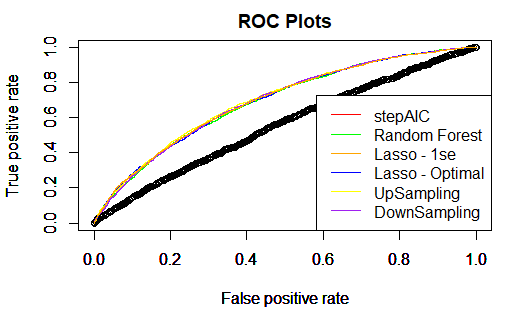 ROC Plots
True positive rate
1.0
0.8
0.6
0.4
0.2
0.0
stepAIC
Random Forest
Lasso - 1se
Lasso - Optimal
UpSampling
DownSampling
0.0 0.2 0.4 0.6 0.8 1.0
False positive rate